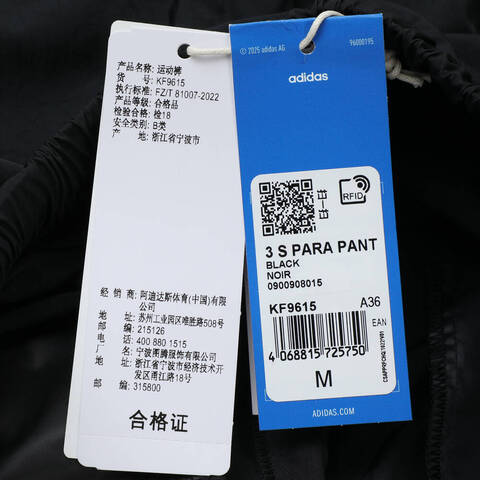 产品名称: 运动裤
货 号: KF9615
执行标准: FZ/T 81007-2022
产品等级: 合格品
检验合格: 检18
安全类别: B类
产 地: 浙江省宁波市
经 销 商: 阿迪达斯体育(中国)有限
公司
地 址: 苏州工业园区唯胜路508号
邮 编: 215126
电 话: 400 880 1515
厂 名: 宁波圈腾服饰有限公司
地 址: 浙江省宁波市经济技术开
发区甬江路18号
邮 编: 315800
合格证
© 2025 adidas AG
96000195
adidas
RFID
3 S PARA PANT
BLACK
NOIR
0900908015
KF9615 A36
EAN
4 068815 725750
M
ADIDAS.COM